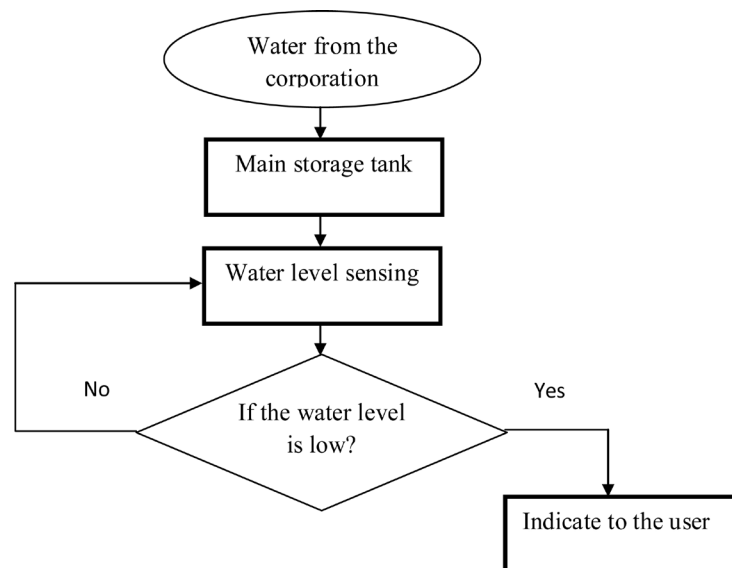 Water from the
corporation
Main storage tank
Water level sensing
No
If the water level
is low?
Yes
Indicate to the user